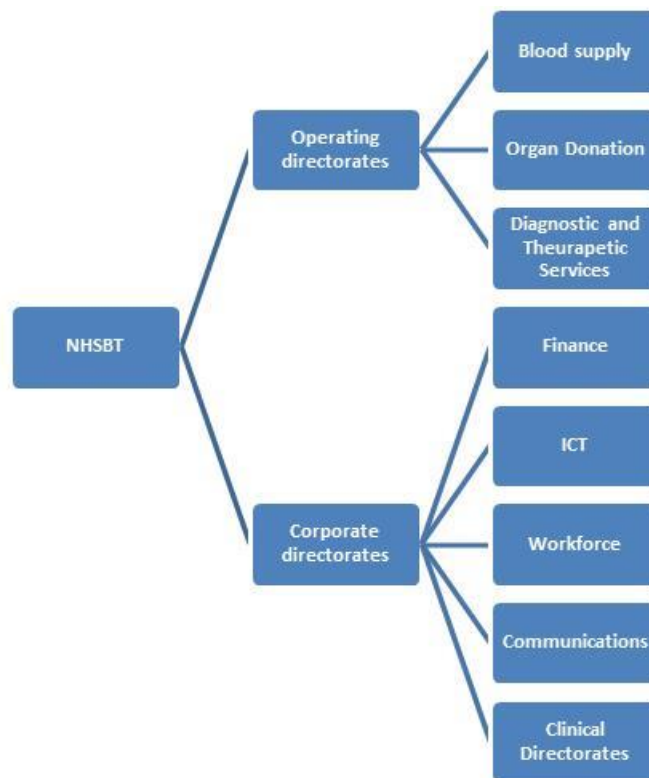 Blood supply
Operating
directorates
Organ Donation
Diagnostic and
Theurapetic
Services
NHSBT
Finance
ICT
Corporate
directorates
Workforce
Communications
Clinical
Directorates